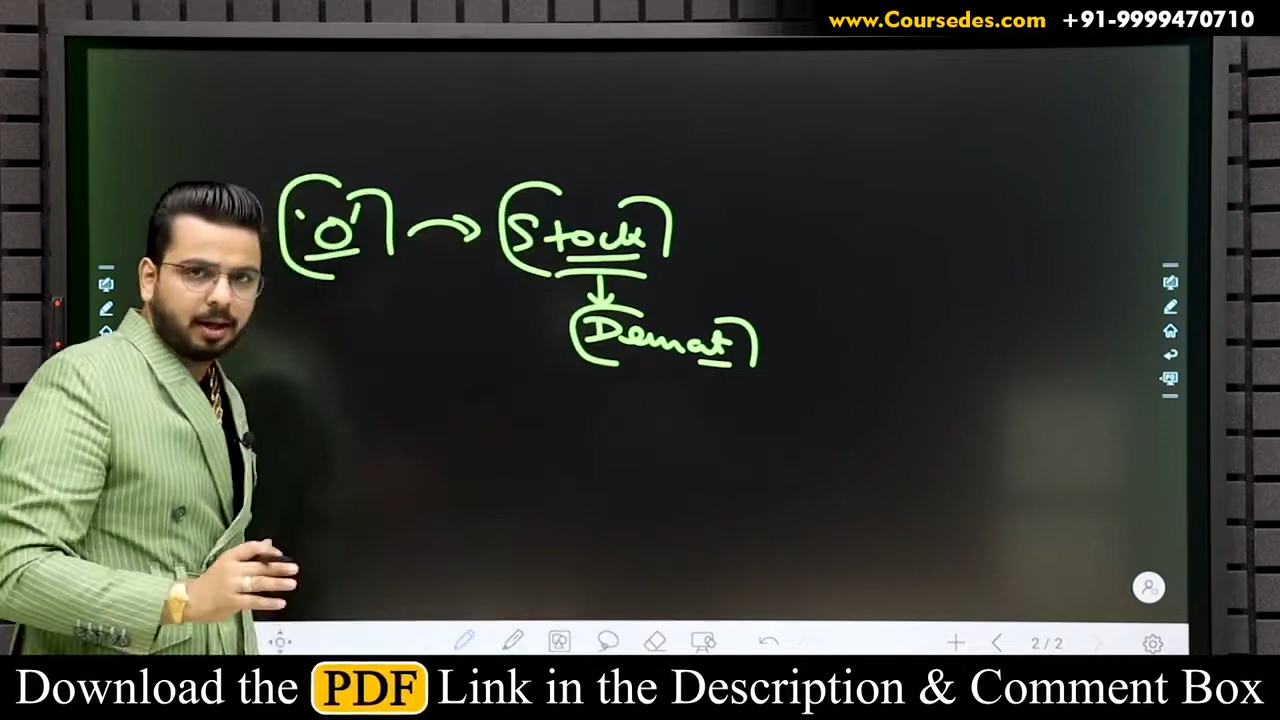 www.Coursedes.com +91-9999470710
'0' → Stock
Demat
2/2
Download the PDF Link in the Description & Comment Box